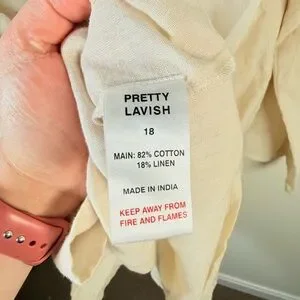 PRETTY
LAVISH
18
MAIN: 82% COTTON
18% LINEN
MADE IN INDIA
KEEP AWAY FROM
FIRE AND FLAMES